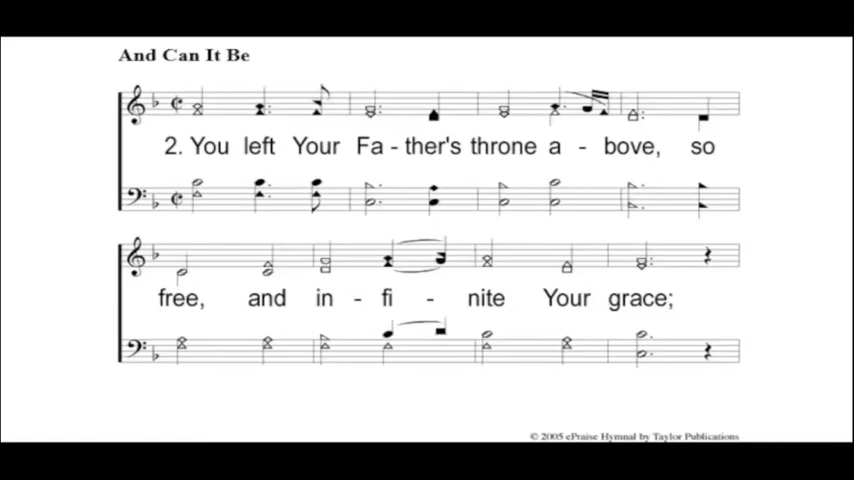 And Can It Be
2. You left Your Fa - ther's throne a - bove, so
free, and in - fi - nite Your grace;
© 2005 ePraise Hymnal by Taylor Publications